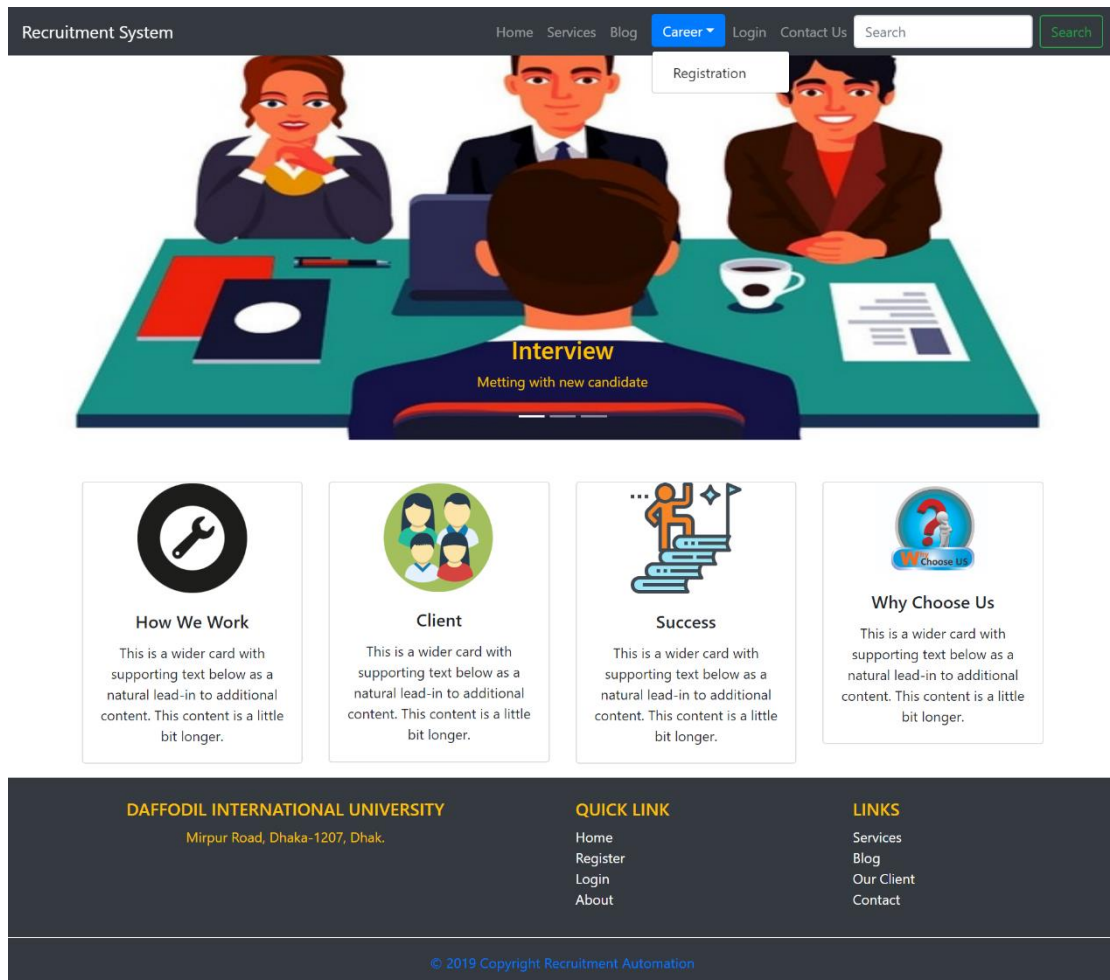 Recruitment System
Home Services Blog Career Login Contact Us Search Search
Registration
Interview
Metting with new candidate
Why Choose US
How We Work
This is a wider card with
supporting text below as a
natural lead-in to additional
content. This content is a little
bit longer.
Client
This is a wider card with
supporting text below as a
natural lead-in to additional
content. This content is a little
bit longer.
Success
This is a wider card with
supporting text below as a
natural lead-in to additional
content. This content is a little
bit longer.
Why Choose Us
This is a wider card with
supporting text below as a
natural lead-in to additional
content. This content is a little
bit longer.
DAFFODIL INTERNATIONAL UNIVERSITY
Mirpur Road, Dhaka-1207, Dhak.
QUICK LINK
Home
Register
Login
About
LINKS
Services
Blog
Our Client
Contact
© 2019 Copyright Recruitment Automation